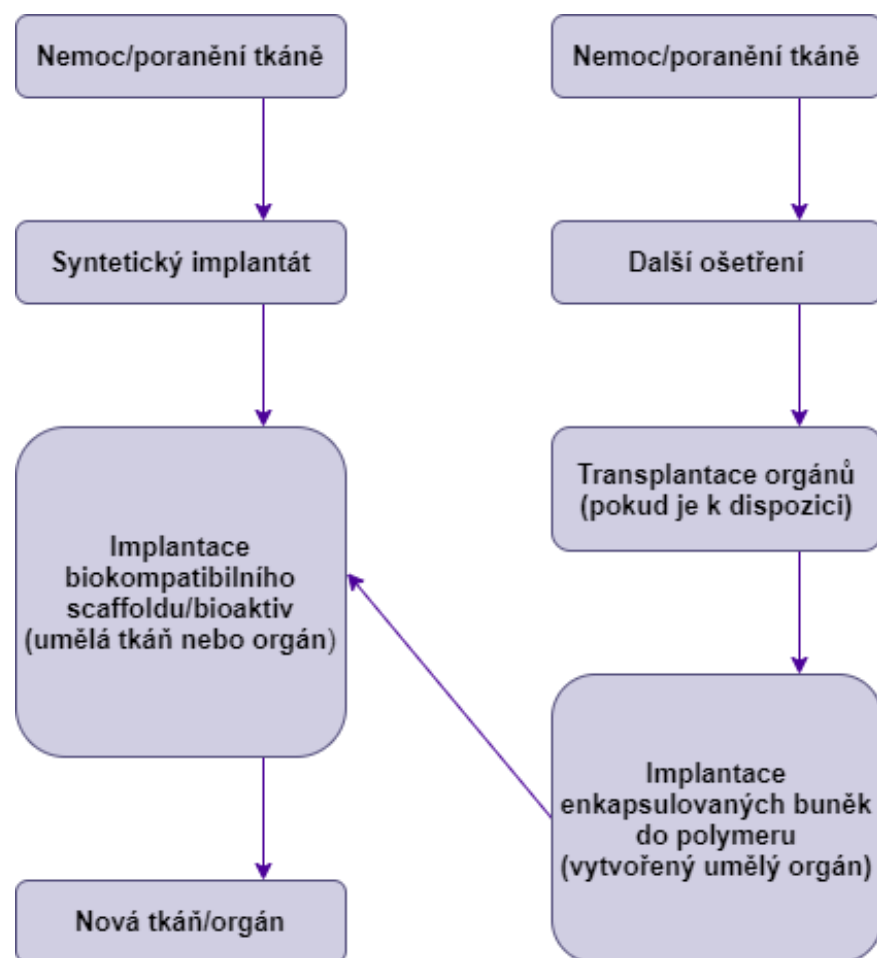 Nemoc/poranění tkáně
Syntetický implantát
Implantace
biokompatibilního
scaffoldu/bioaktiv
(umělá tkáň nebo orgán)
Nová tkáň/orgán
Nemoc/poranění tkáně
Další ošetření
Transplantace orgánů
(pokud je k dispozici)
Implantace
enkapsulovaných buněk
do polymeru
(vytvořený umělý orgán)